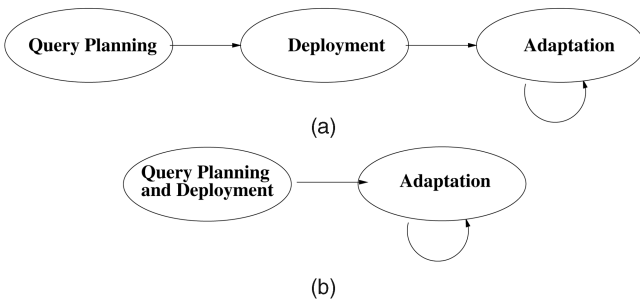 Query Planning Deployment Adaptation
(a)
Query Planning
and Deployment
Adaptation
(b)